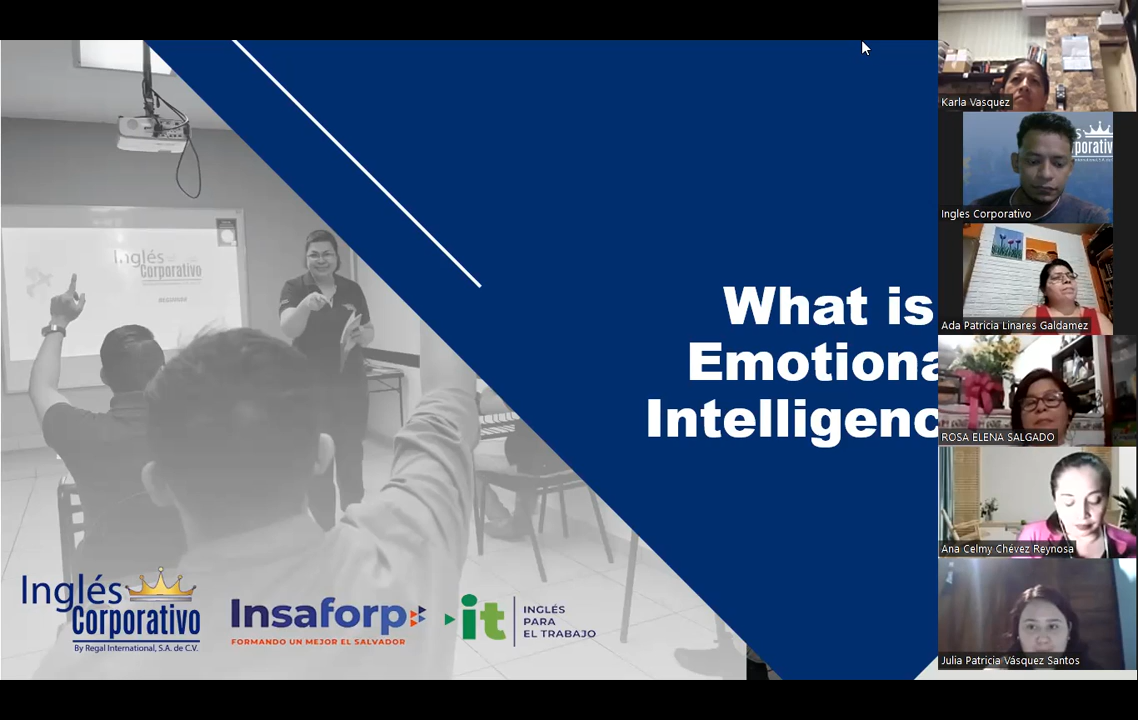 What is
Emotiona
Intelligenc
Inglés
Corporativo
Inglés
Corporativo
By Regal International, S.A. de C.V.
Insaforp
FORMANDO UN MEJOR EL SALVADOR
it
INGLÉS
PARA
EL TRABAJO
Karla Vasquez
s
porativ
Ingles Corporativo
Ada Patricia Linares Galdamez
ROSA ELENA SALGADO
Ana Celmy Chévez Reynosa
Julia Patricia Vásquez Santos